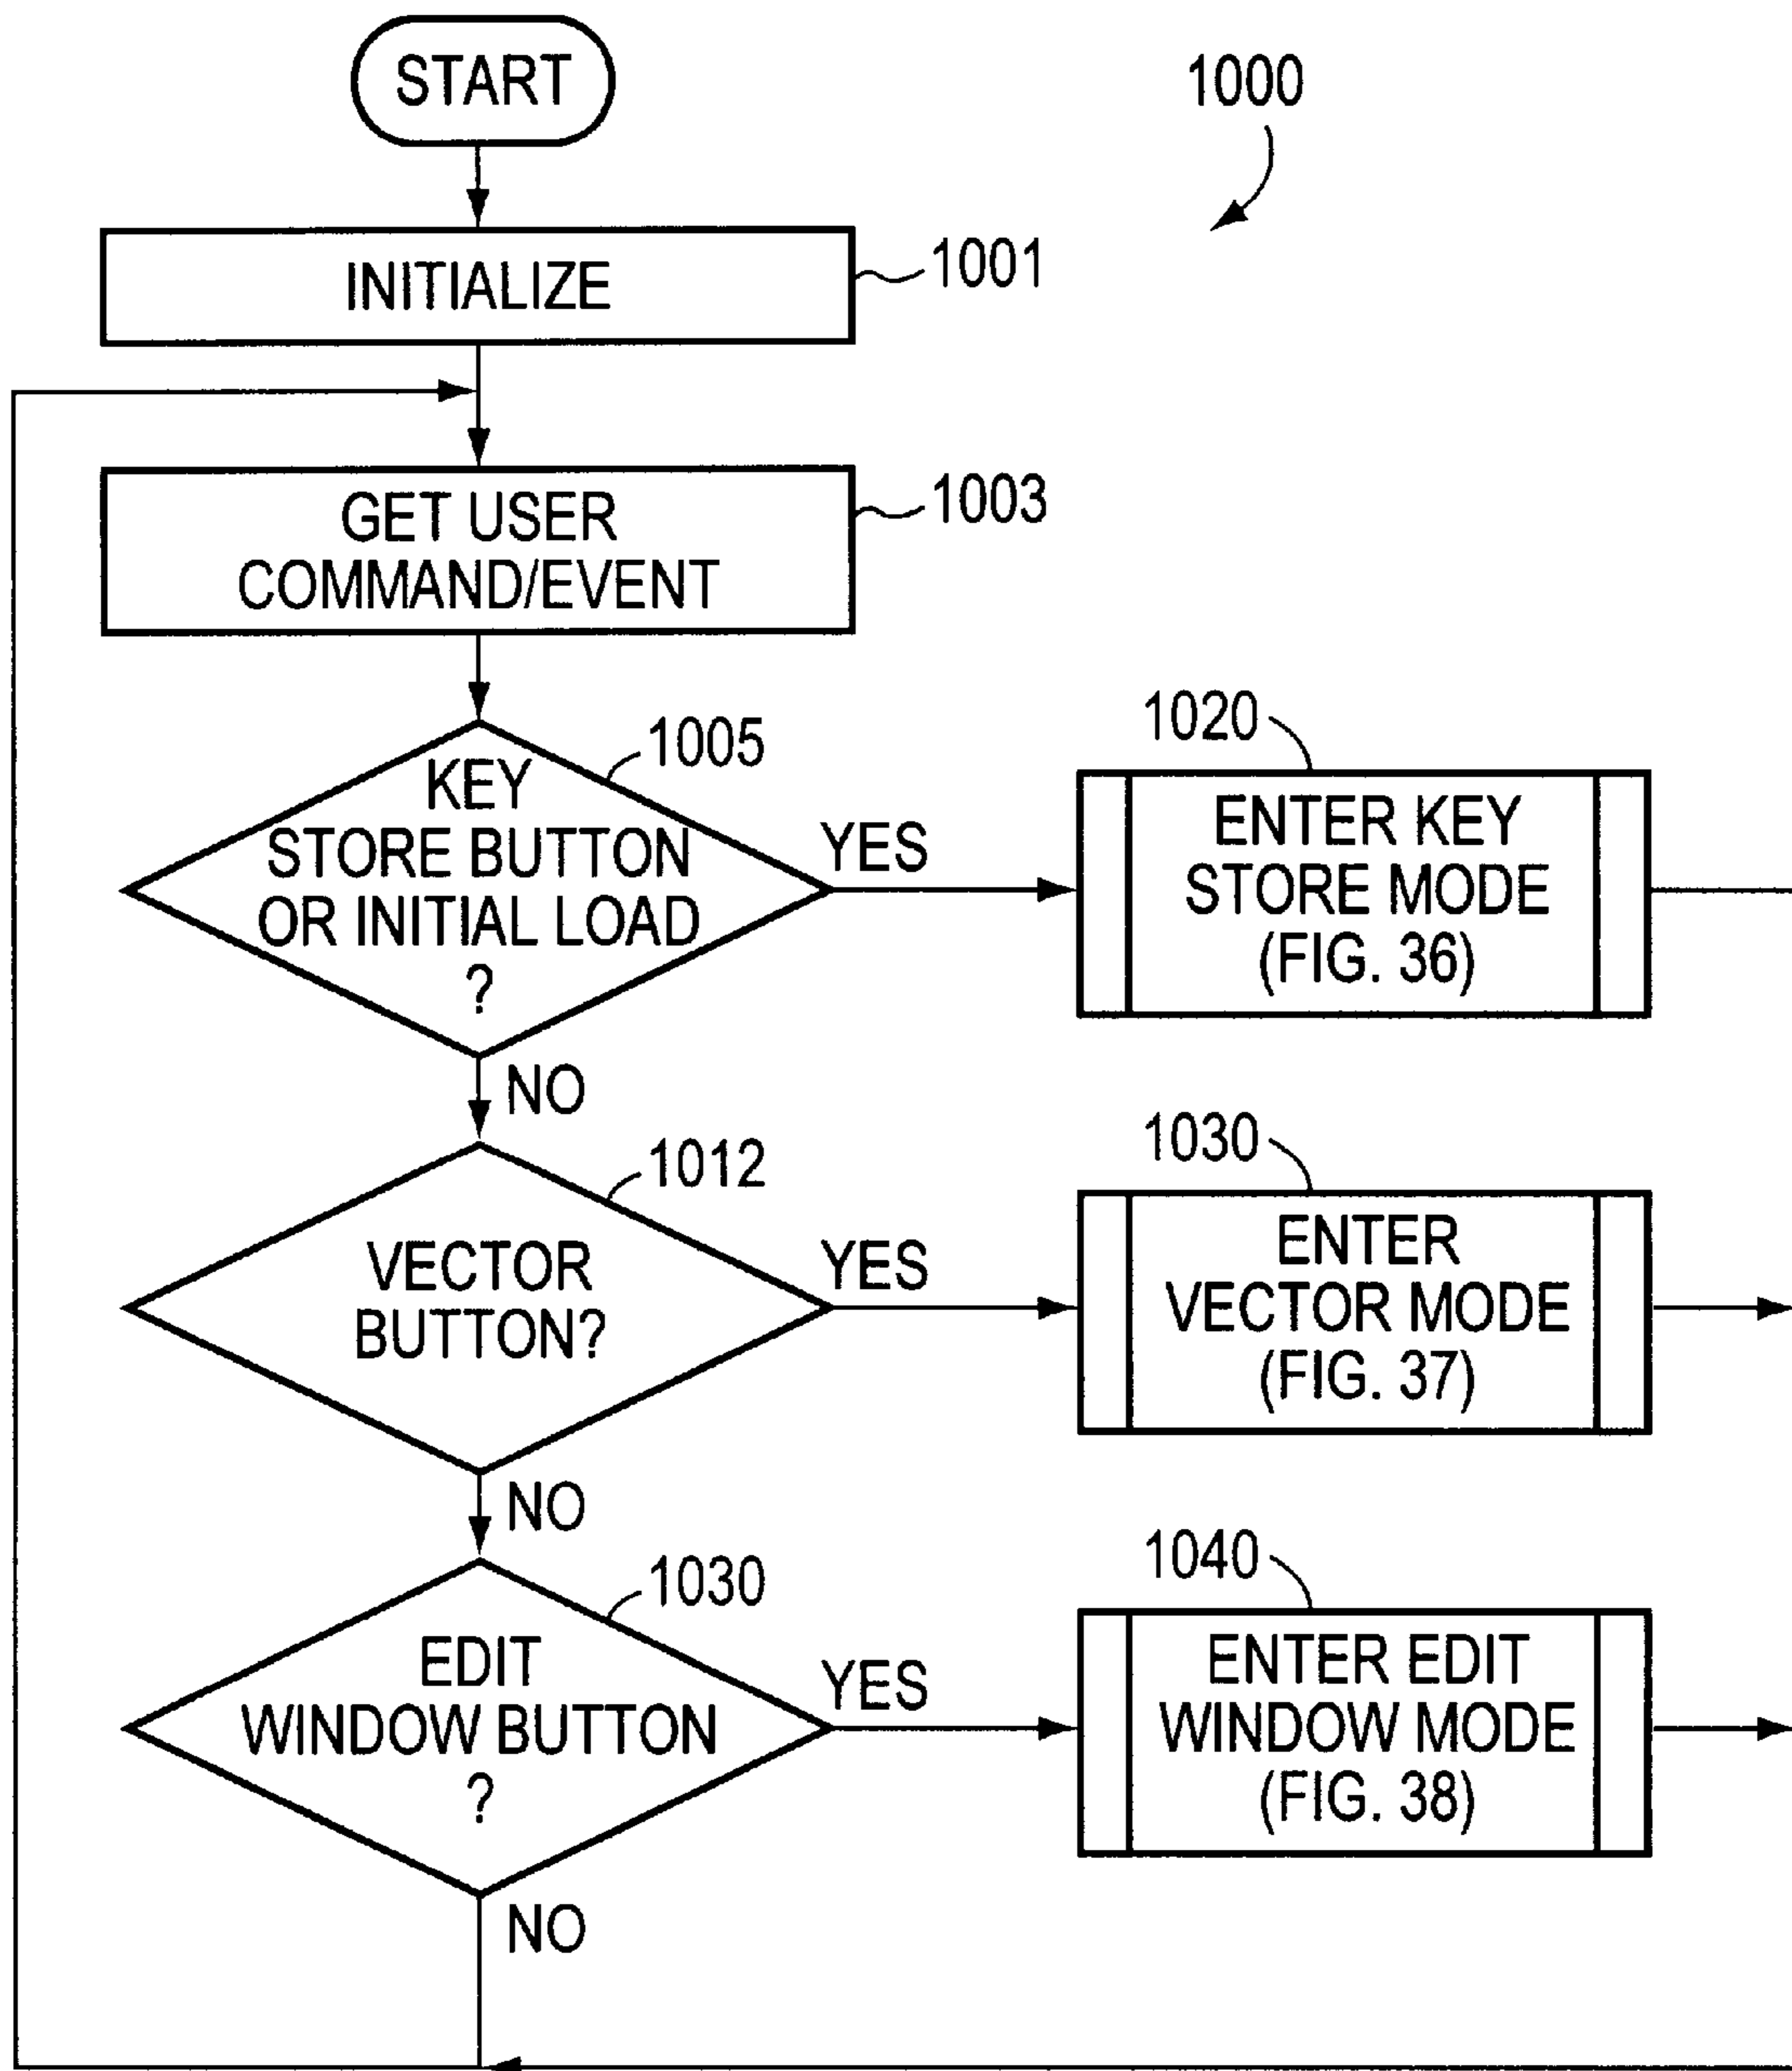 START
1000
INITIALIZE
1001
GET USER
COMMAND/EVENT
1003
KEY
STORE BUTTON
OR INITIAL LOAD
?
1005
YES
1020
ENTER KEY
STORE MODE
(FIG. 36)
NO
VECTOR
BUTTON?
1012
YES
1030
ENTER
VECTOR MODE
(FIG. 37)
NO
EDIT
WINDOW BUTTON
?
1030
YES
1040
ENTER EDIT
WINDOW MODE
(FIG. 38)
NO